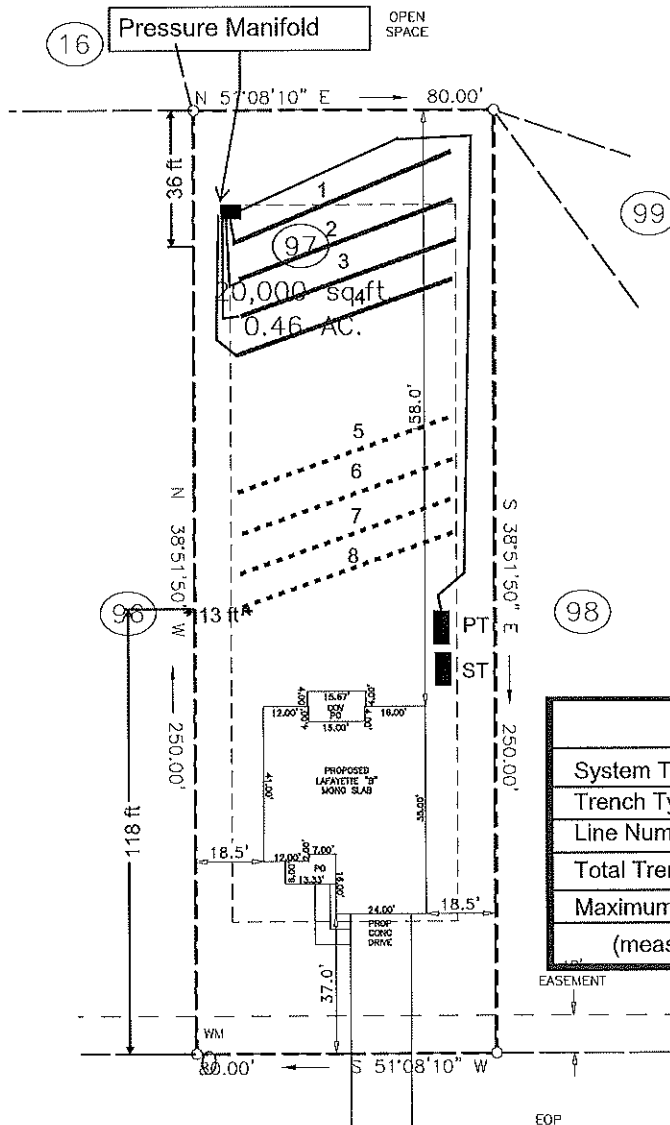 Pressure Manifold
OPEN
SPACE
16
N 51°08'10" E
80.00'
36 ft
1
2
97
3
99
20,000 sq ft
4
0.46 AC.
58.0'
5
6
7
8
N 38°51'50" W
250.00'
S 38°51'50" E
250.00'
13 ft
98
PT
ST
118 ft
4.00'
15.67'
4.00'
12.00'
COV
PO
16.00'
4.00'
15.00'
4.00'
41.00'
PROPOSED
LAFAYETTE "B"
MONO SLAB
55.00'
System T
Trench Ty
Line Num
Total Tren
Maximum
(meas
18.5'
12.00'
7.00'
PO
13.33'
16.00'
24.00'
18.5'
PROP
CONC
DRIVE
37.0'
EASEMENT
WM
80.00'
S 51°08'10" W
EOP